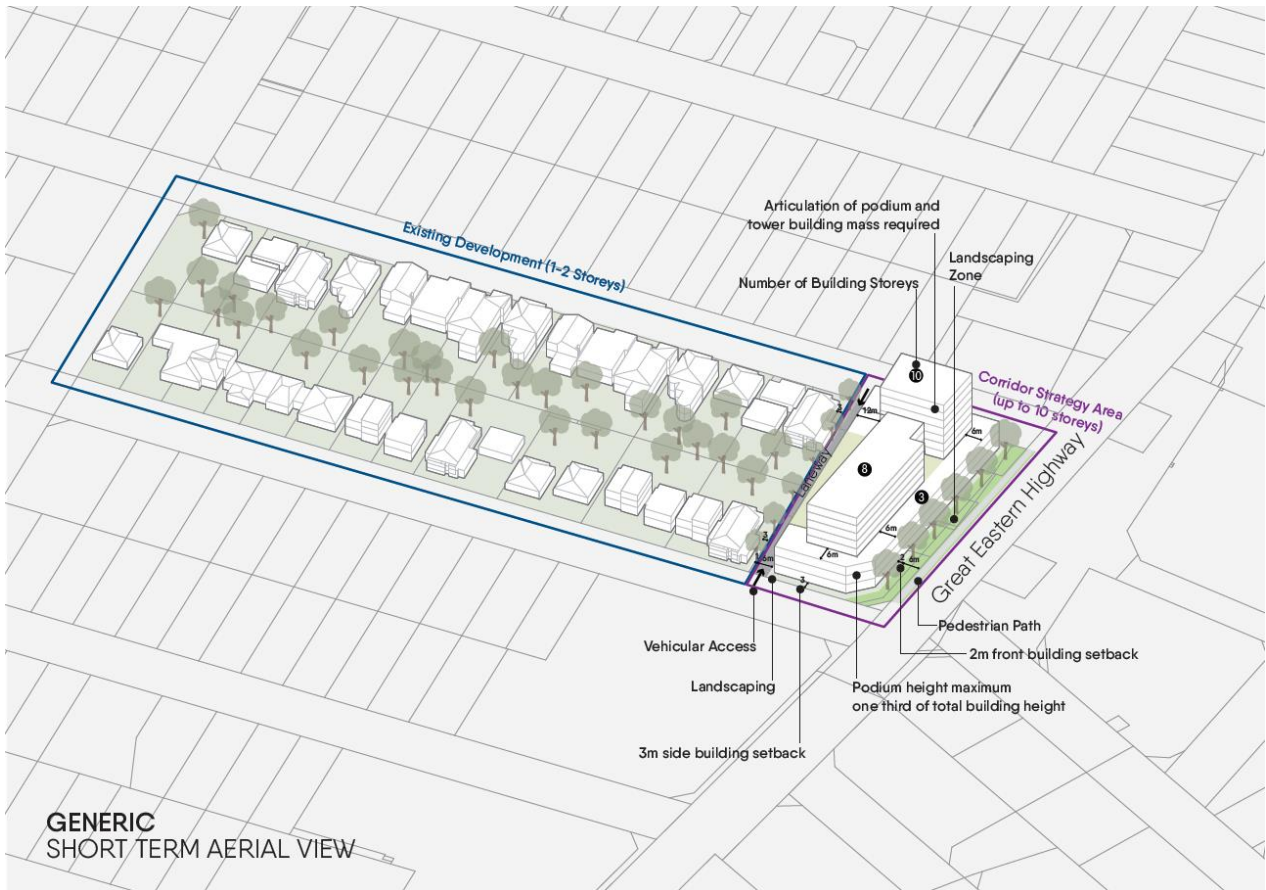 Articulation of podium and
tower building mass required
Landscaping
Zone
Number of Building Storeys
Existing Development (1-2 Storeys)
Corridor Strategy Area
(up to 10 storeys)
10
12m
6m
8
3
Laneway
Great Eastern Highway
6m
6m
3
6m
3
2
6m
Vehicular Access
Landscaping
3m side building setback
Pedestrian Path
2m front building setback
Podium height maximum
one third of total building height
GENERIC
SHORT TERM AERIAL VIEW